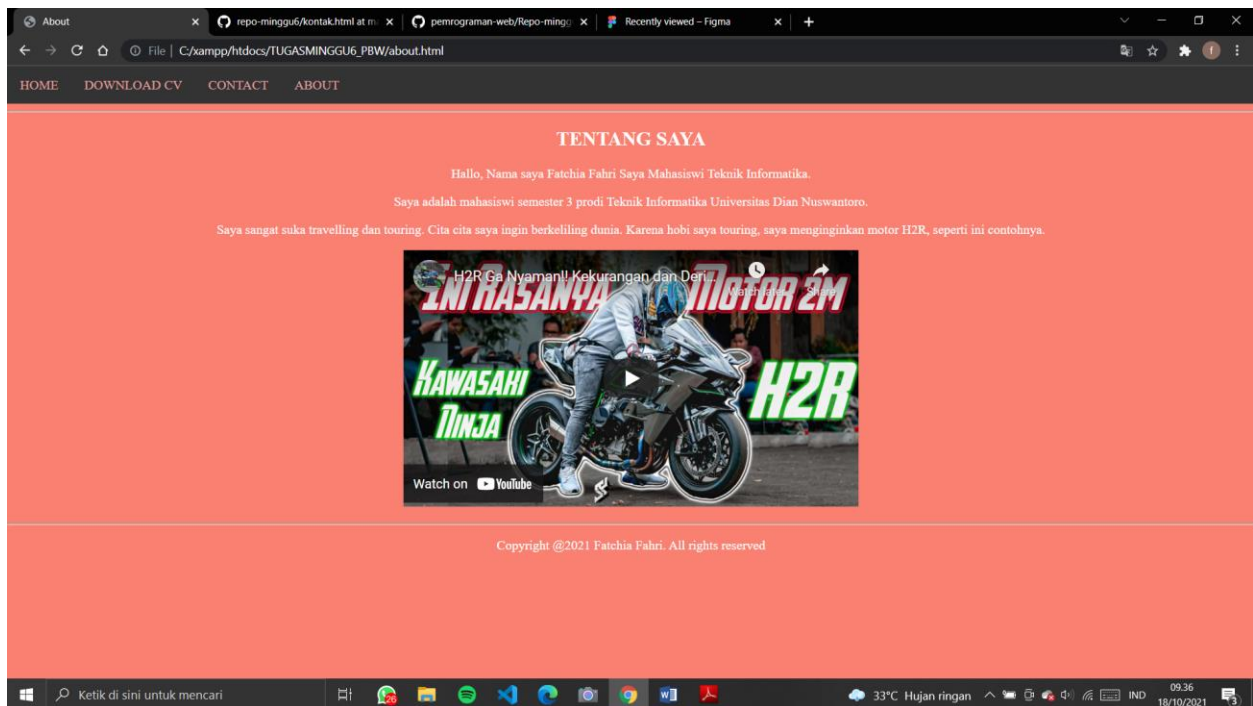 About
repo-minggu6/kontak.html at m
pemrograman-web/Repo-mingg
Recently viewed – Figma
File | C:/xampp/htdocs/TUGASMINGGU6_PBW/about.html
HOME DOWNLOAD CV CONTACT ABOUT
TENTANG SAYA
Hallo, Nama saya Fatchia Fahri Saya Mahasiswi Teknik Informatika.
Saya adalah mahasiswi semester 3 prodi Teknik Informatika Universitas Dian Nuswantoro.
Saya sangat suka travelling dan touring. Cita cita saya ingin berkeliling dunia. Karena hobi saya touring, saya menginginkan motor H2R, seperti ini contohnya.
H2R Ga Nyaman!! Kekurangan dan Deri...
Watch later
Share
INI RASANYA MOTOR 2M
KAWASAKI
NINJA
H2R
Watch on YouTube
Copyright @2021 Fatchia Fahri. All rights reserved
Ketik di sini untuk mencari
26
33°C Hujan ringan
IND
09.36
18/10/2021
3